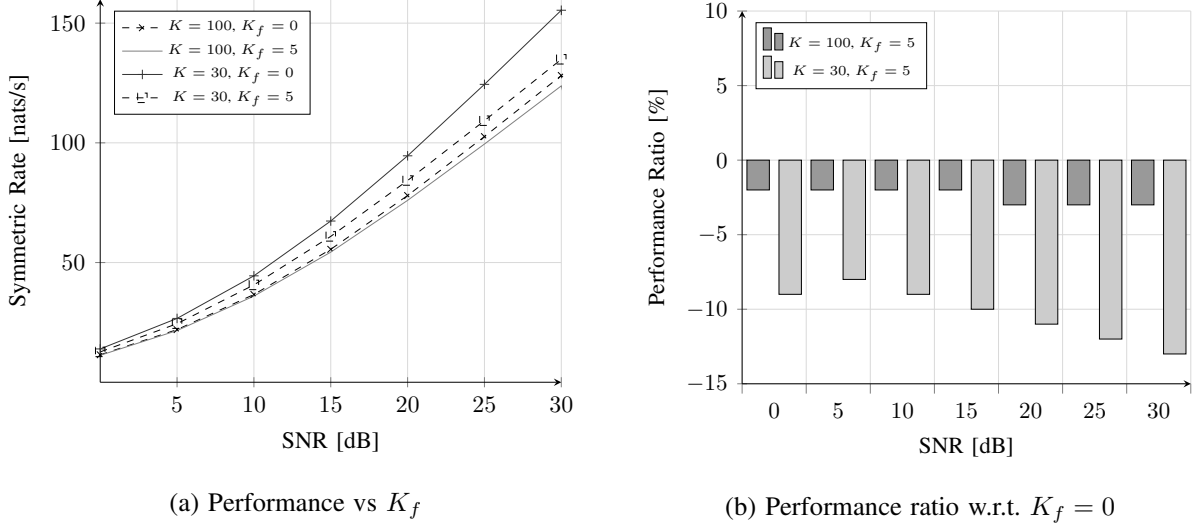 150
100
50
5
10
15
20
25
30
Symmetric Rate [nats/s]
SNR [dB]
K = 100, K_f = 0
K = 100, K_f = 5
K = 30, K_f = 0
K = 30, K_f = 5
(a) Performance vs K_f
10
5
0
−5
−10
−15
0
5
10
15
20
25
30
Performance Ratio [%]
SNR [dB]
K = 100, K_f = 5
K = 30, K_f = 5
(b) Performance ratio w.r.t. K_f = 0